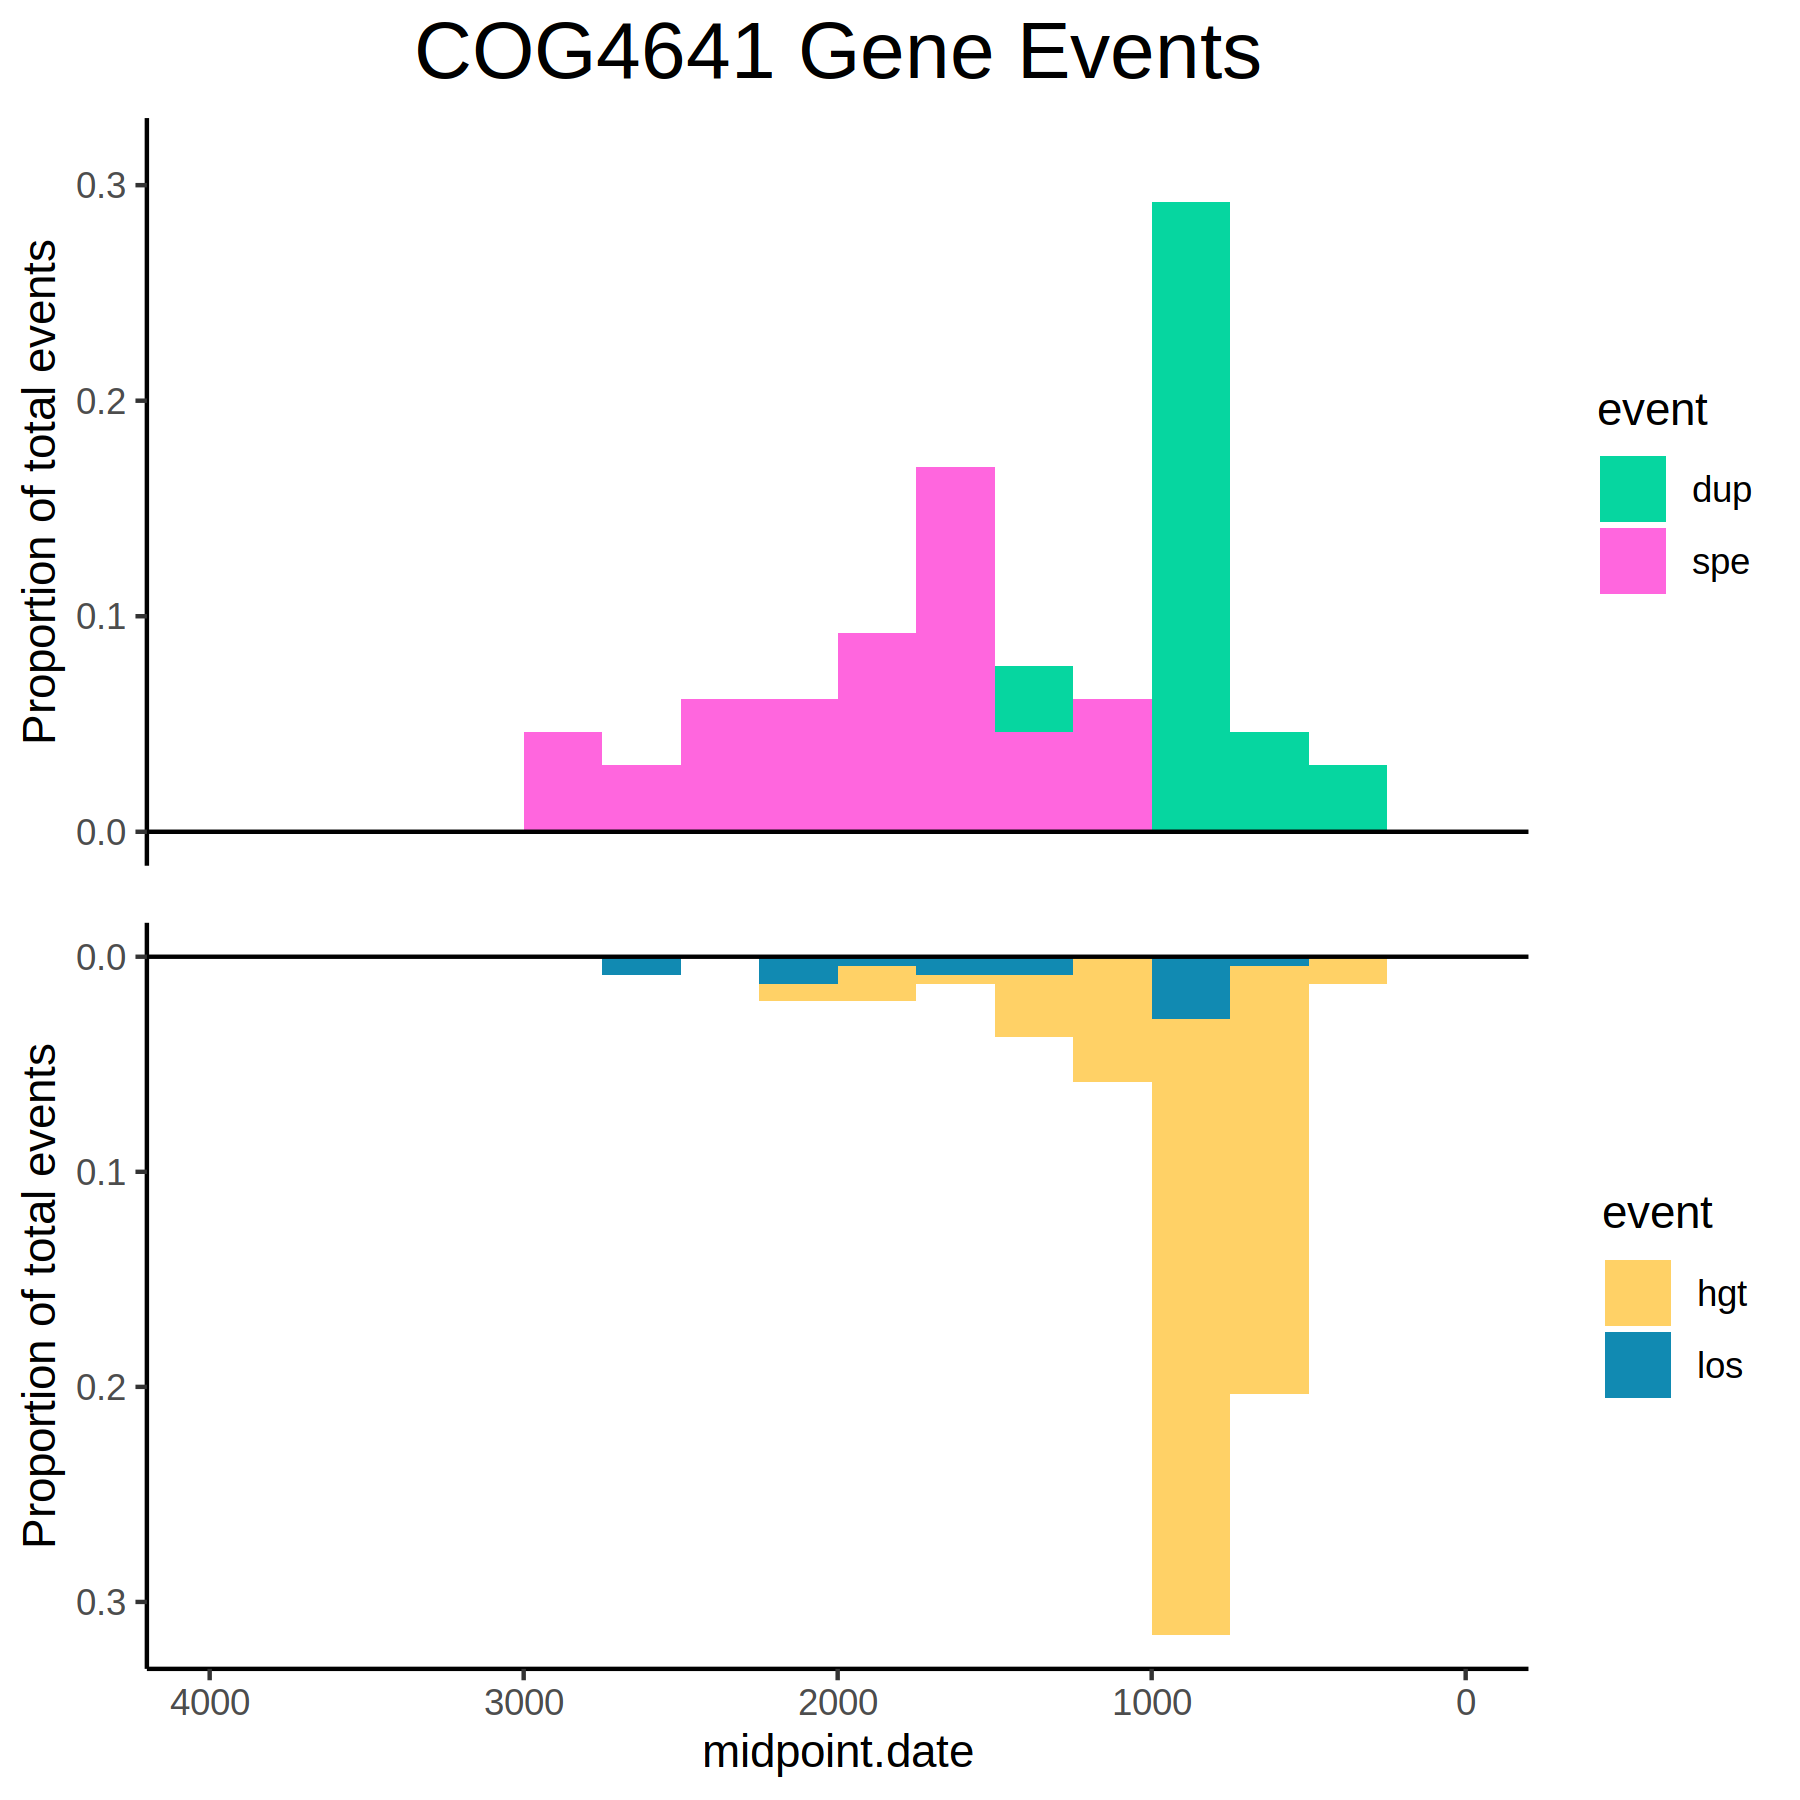 COG4641 Gene Events
Proportion of total events
0.3
0.2
0.1
0.0
event
dup
spe
Proportion of total events
0.0
0.1
0.2
0.3
event
hgt
los
4000 3000 2000 1000 0
midpoint.date